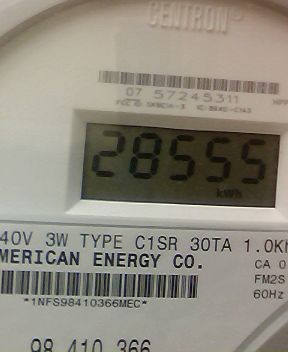 CENTRON®
07 57245311
28555
kWh
40V 3W TYPE C1SR 30TA 1.0Kh
MERICAN ENERGY CO.
CA 0
FM2S
60Hz
*1NFS98410366MEC*
98 410 366